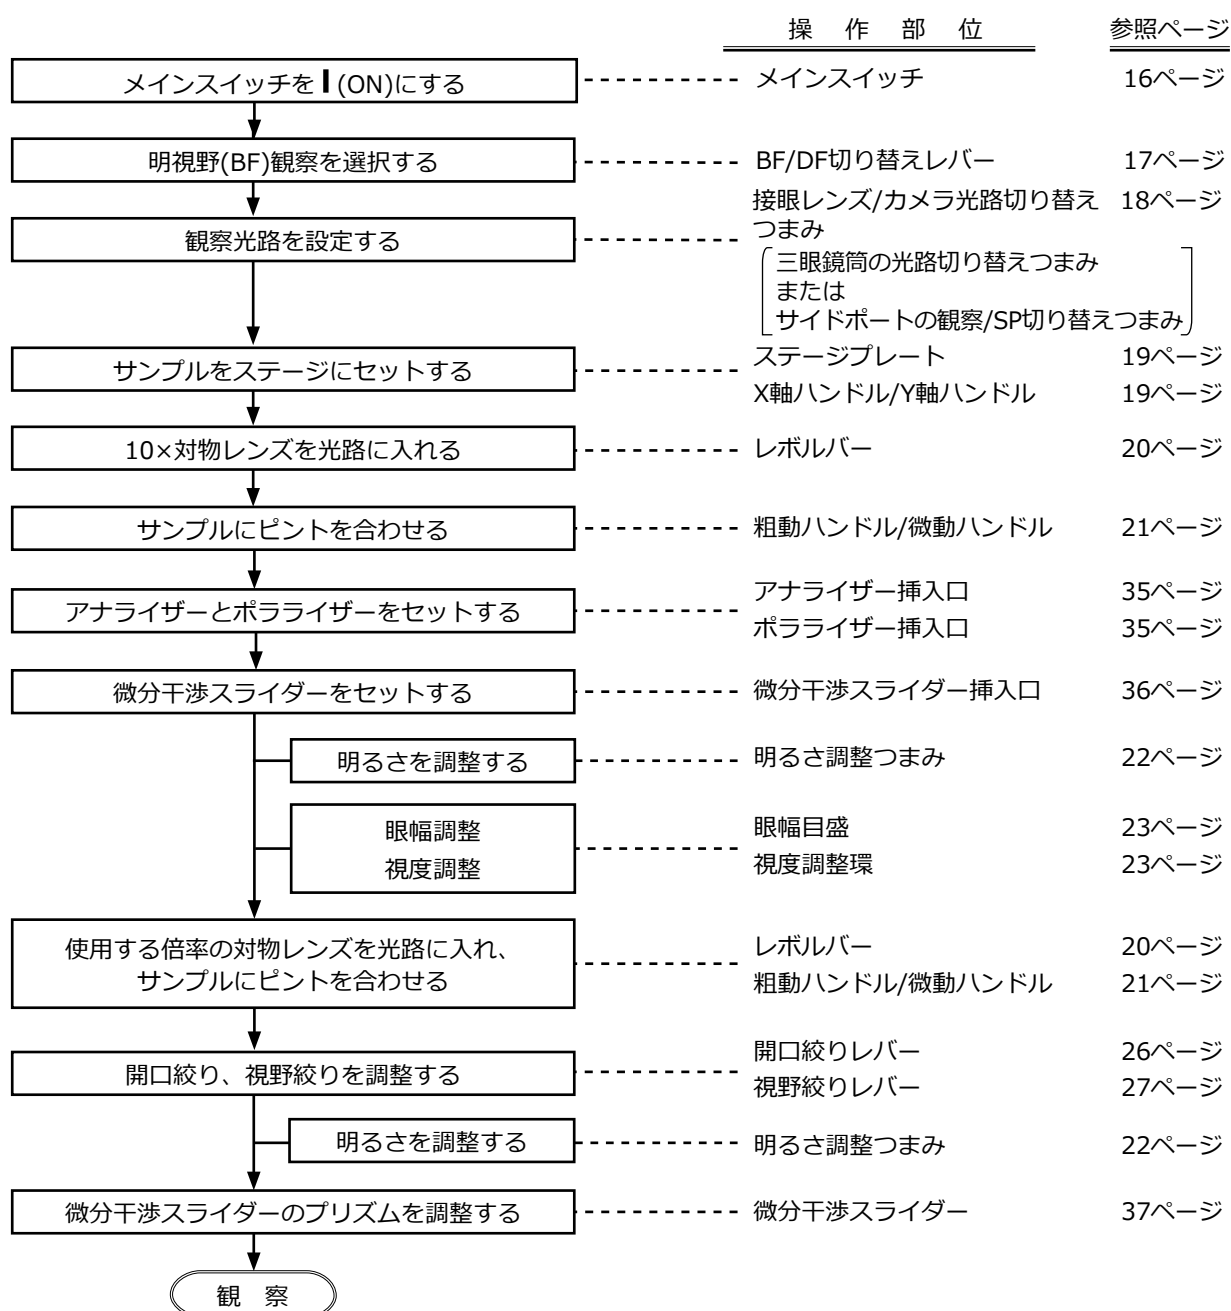 操 作 部 位 参照ページ
メインスイッチを I (ON)にする メインスイッチ 16ページ
明視野(BF)観察を選択する BF/DF切り替えレバー 17ページ
観察光路を設定する 接眼レンズ/カメラ光路切り替え 18ページ
つまみ
三眼鏡筒の光路切り替えつまみ
または
サイドポートの観察/SP切り替えつまみ
サンプルをステージにセットする ステージプレート 19ページ
X軸ハンドル/Y軸ハンドル 19ページ
10×対物レンズを光路に入れる レボルバー 20ページ
サンプルにピントを合わせる 粗動ハンドル/微動ハンドル 21ページ
アナライザーとポラライザーをセットする アナライザー挿入口 35ページ
ポラライザー挿入口 35ページ
微分干渉スライダーをセットする 微分干渉スライダー挿入口 36ページ
明るさを調整する 明るさ調整つまみ 22ページ
眼幅調整 眼幅目盛 23ページ
視度調整 視度調整環 23ページ
使用する倍率の対物レンズを光路に入れ、 レボルバー 20ページ
サンプルにピントを合わせる 粗動ハンドル/微動ハンドル 21ページ
開口絞り、視野絞りを調整する 開口絞りレバー 26ページ
視野絞りレバー 27ページ
明るさを調整する 明るさ調整つまみ 22ページ
微分干渉スライダーのプリズムを調整する 微分干渉スライダー 37ページ
観 察